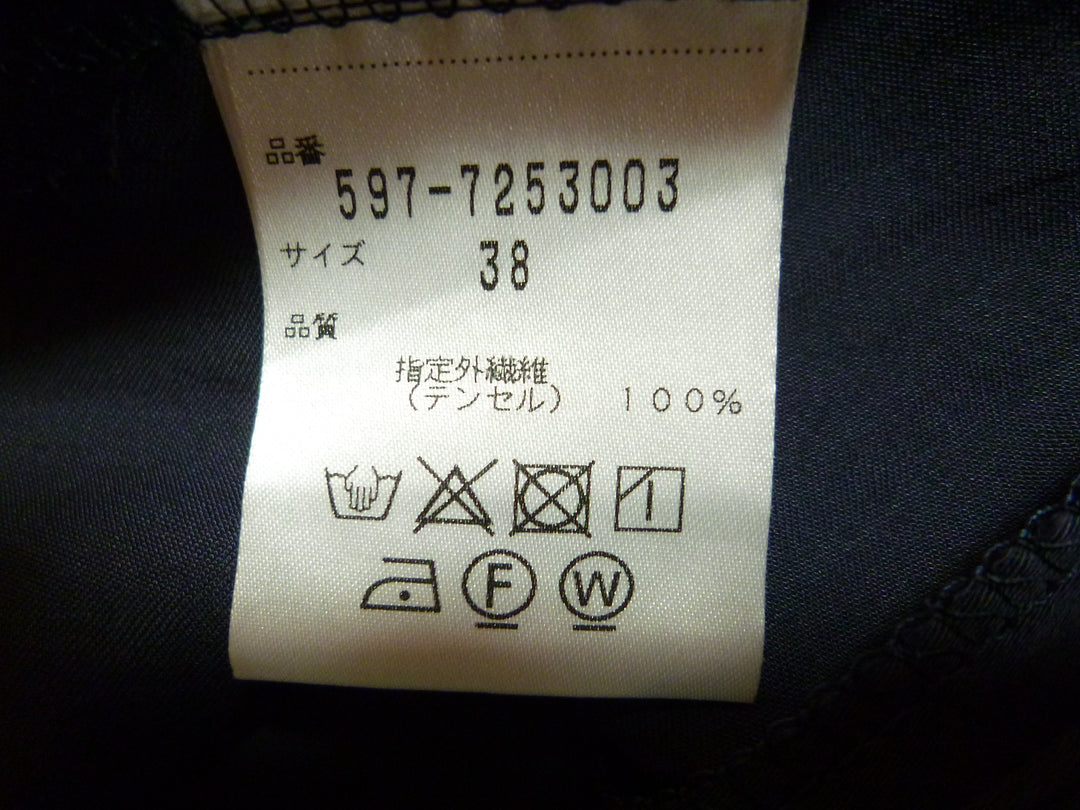 品番
597-7253003
サイズ 38
品質
指定外繊維
(テンセル) 100%
F W